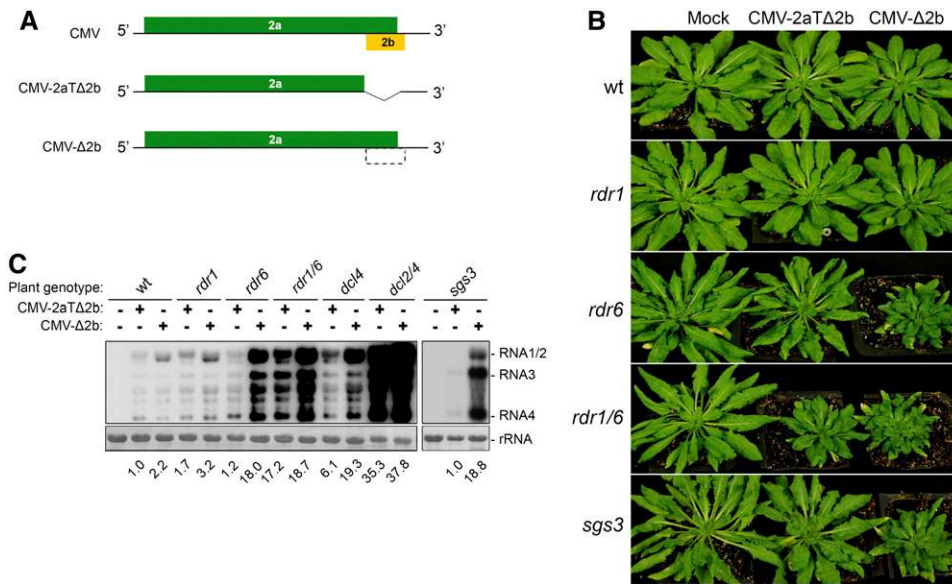 A
CMV 5' 2a 3'
2b
CMV-2aTΔ2b 5' 2a 3'
CMV-Δ2b 5' 2a 3'
B
Mock CMV-2aTΔ2b CMV-Δ2b
wt
rdr1
rdr6
rdr1/6
sgs3
C
Plant genotype: wt rdr1 rdr6 rdr1/6 dcl4 dcl2/4 sgs3
CMV-2aTΔ2b: - + - + - + - + - + - + - - + -
CMV-Δ2b: - - + - + - + - + - + - + - - +
- RNA1/2
- RNA3
- RNA4
- rRNA
1.0 2.2 1.7 3.2 1.2 18.0 17.2 18.7 6.1 19.3 35.3 37.8 1.0 18.8